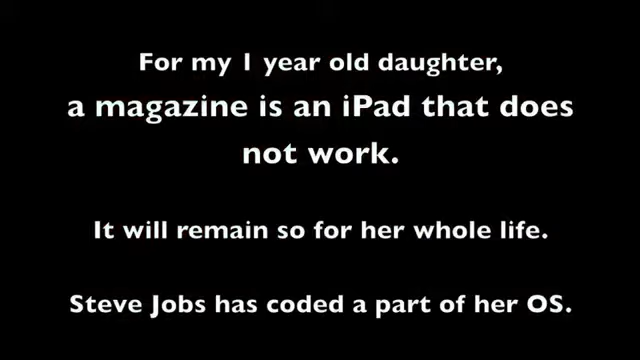 For my 1 year old daughter,
a magazine is an iPad that does
not work.
It will remain so for her whole life.
Steve Jobs has coded a part of her OS.